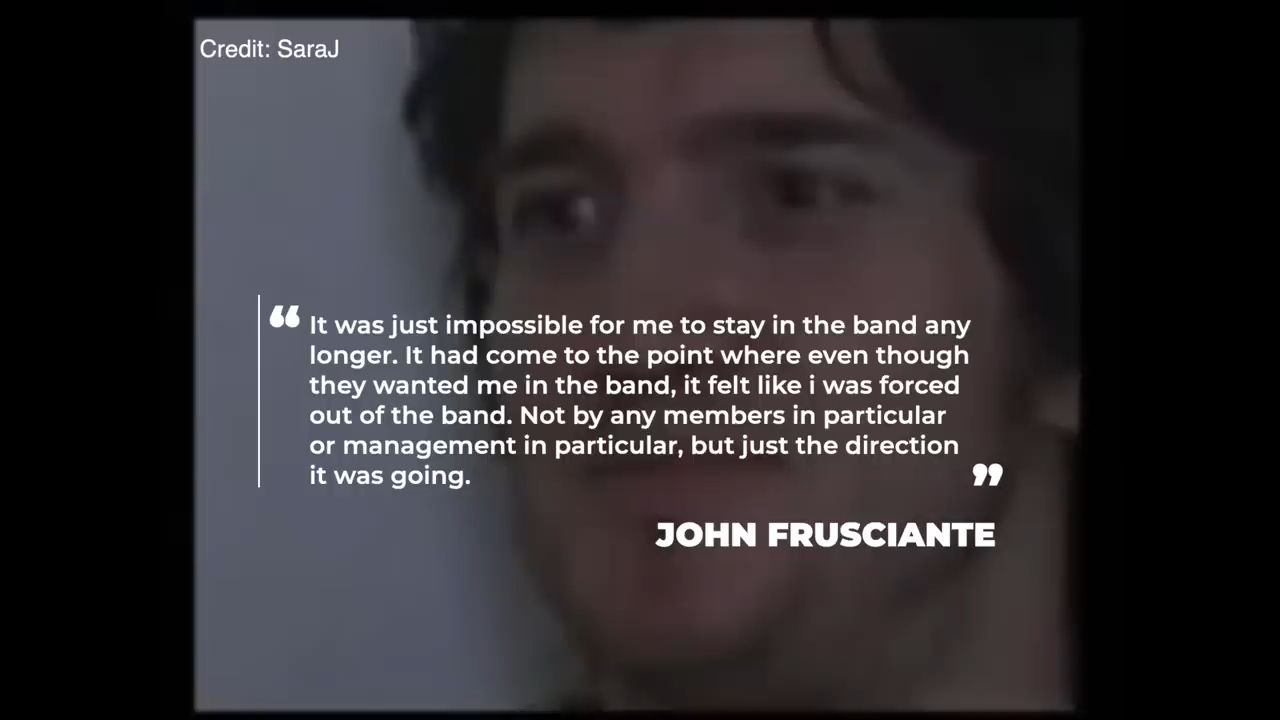 Credit: SaraJ
“ It was just impossible for me to stay in the band any
longer. It had come to the point where even though
they wanted me in the band, it felt like i was forced
out of the band. Not by any members in particular
or management in particular, but just the direction
it was going. ”
JOHN FRUSCIANTE